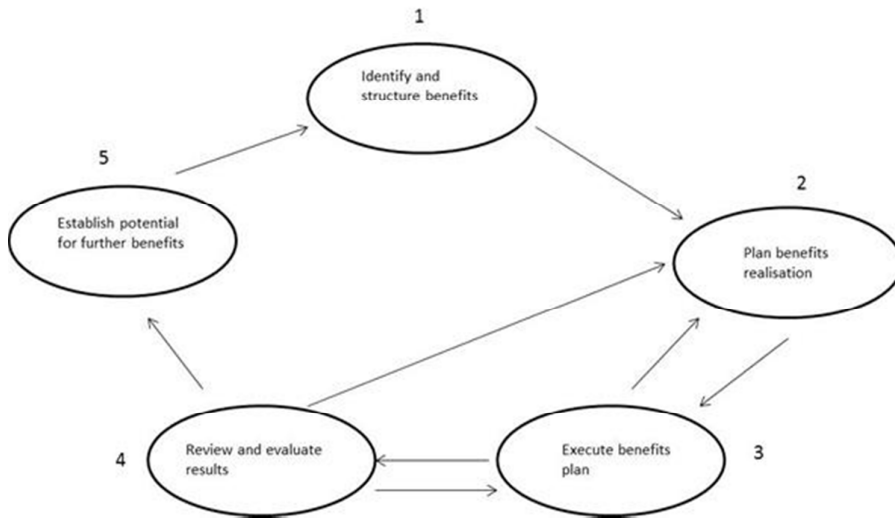 1
Identify and
structure benefits
2
Plan benefits
realisation
3
Execute benefits
plan
4
Review and evaluate
results
5
Establish potential
for further benefits